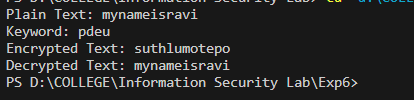 Plain Text: mynameisravi
Keyword: pdeu
Encrypted Text: suthlumotepo
Decrypted Text: mynameisravi
PS D:\COLLEGE\Information Security Lab\Exp6>